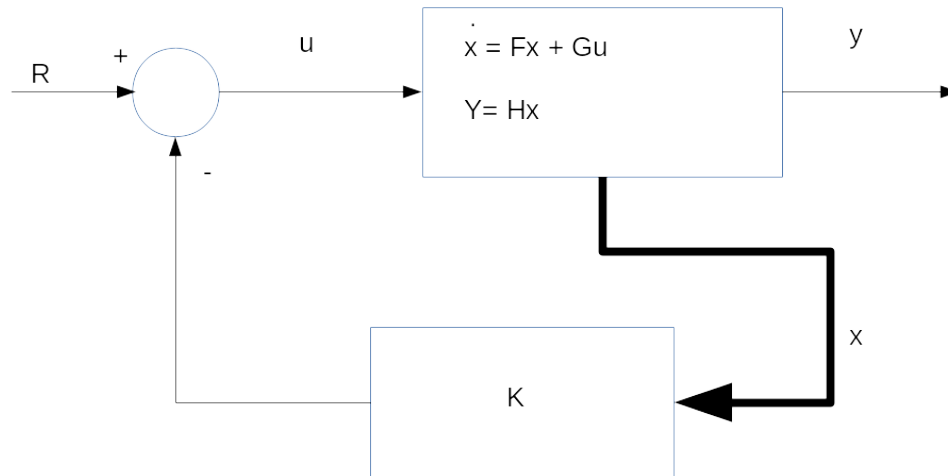 R
+
u
ẋ = Fx + Gu
Y= Hx
y
-
x
K